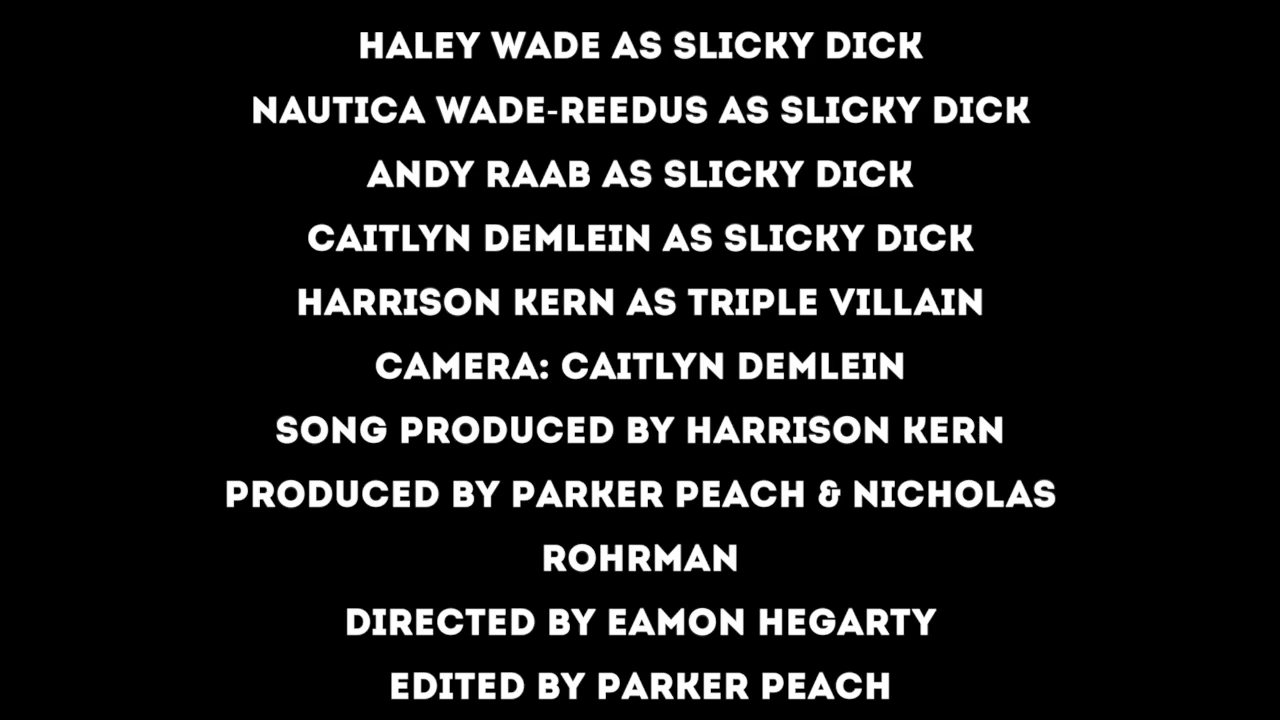 HALEY WADE AS SLICKY DICK
NAUTICA WADE-REEDUS AS SLICKY DICK
ANDY RAAB AS SLICKY DICK
CAITLYN DEMLEIN AS SLICKY DICK
HARRISON KERN AS TRIPLE VILLAIN
CAMERA: CAITLYN DEMLEIN
SONG PRODUCED BY HARRISON KERN
PRODUCED BY PARKER PEACH & NICHOLAS
ROHRMAN
DIRECTED BY EAMON HEGARTY
EDITED BY PARKER PEACH